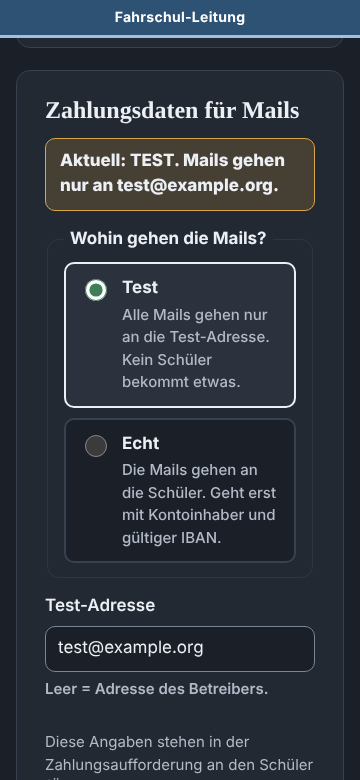 Fahrschul-Leitung
Zahlungsdaten für Mails
Aktuell: TEST. Mails gehen
nur an test@example.org.
Wohin gehen die Mails?
Test
Alle Mails gehen nur
an die Test-Adresse.
Kein Schüler
bekommt etwas.
Echt
Die Mails gehen an
die Schüler. Geht erst
mit Kontoinhaber und
gültiger IBAN.
Test-Adresse
test@example.org
Leer = Adresse des Betreibers.
Diese Angaben stehen in der
Zahlungsaufforderung an den Schüler